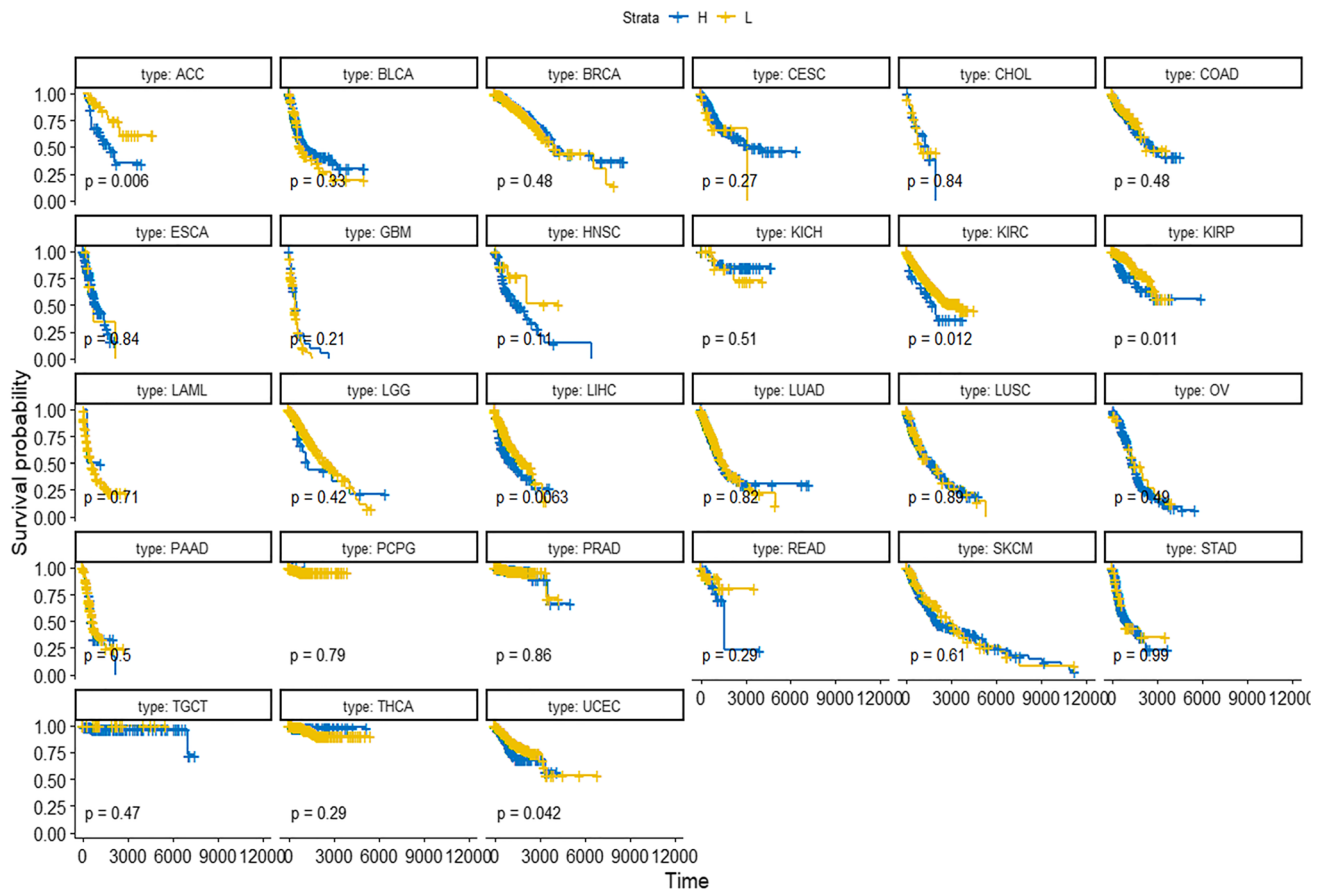 Strata H L
type: ACC type: BLCA type: BRCA type: CESC type: CHOL type: COAD
1.00
0.75
0.50
0.25
p = 0.006 p = 0.33 p = 0.48 p = 0.27 p = 0.84 p = 0.48
0.00
type: ESCA type: GBM type: HNSC type: KICH type: KIRC type: KIRP
1.00
0.75
0.50
0.25
p = 0.84 p = 0.21 p = 0.11 p = 0.51 p = 0.012 p = 0.011
0.00
type: LAML type: LGG type: LIHC type: LUAD type: LUSC type: OV
1.00
0.75
0.50
0.25
p = 0.71 p = 0.42 p = 0.0063 p = 0.82 p = 0.89 p = 0.49
0.00
Survival probability
type: PAAD type: PCPG type: PRAD type: READ type: SKCM type: STAD
1.00
0.75
0.50
0.25
p = 0.5 p = 0.79 p = 0.86 p = 0.29 p = 0.61 p = 0.99
0.00
0 3000 6000 9000 12000 0 3000 6000 9000 12000 0 3000 6000 9000 12000
type: TGCT type: THCA type: UCEC
1.00
0.75
0.50
0.25
p = 0.47 p = 0.29 p = 0.042
0.00
0 3000 6000 9000 12000 0 3000 6000 9000 12000 0 3000 6000 9000 12000
Time